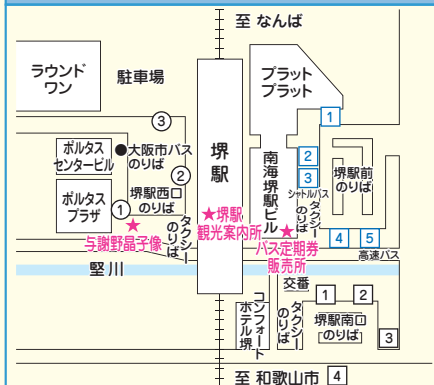 至 なんば
ラウンド
ワン
駐車場
プラット
プラット
1
③
ポルタス
センタービル
●大阪市バス
のりば
堺駅
2
3
シャトルバス
堺駅前
のりば
②
南海堺駅ビル
タクシー
のりば
ポルタス
プラザ
堺駅西口
のりば
①
★堺駅
観光案内所
★
与謝野晶子像
タクシー
のりば
★
バス定期券
販売所
4
5
高速バス
竪川
交番
1
2
コンフォート
ホテル堺
タクシー
のりば
堺駅南口
のりば
3
至 和歌山市
4